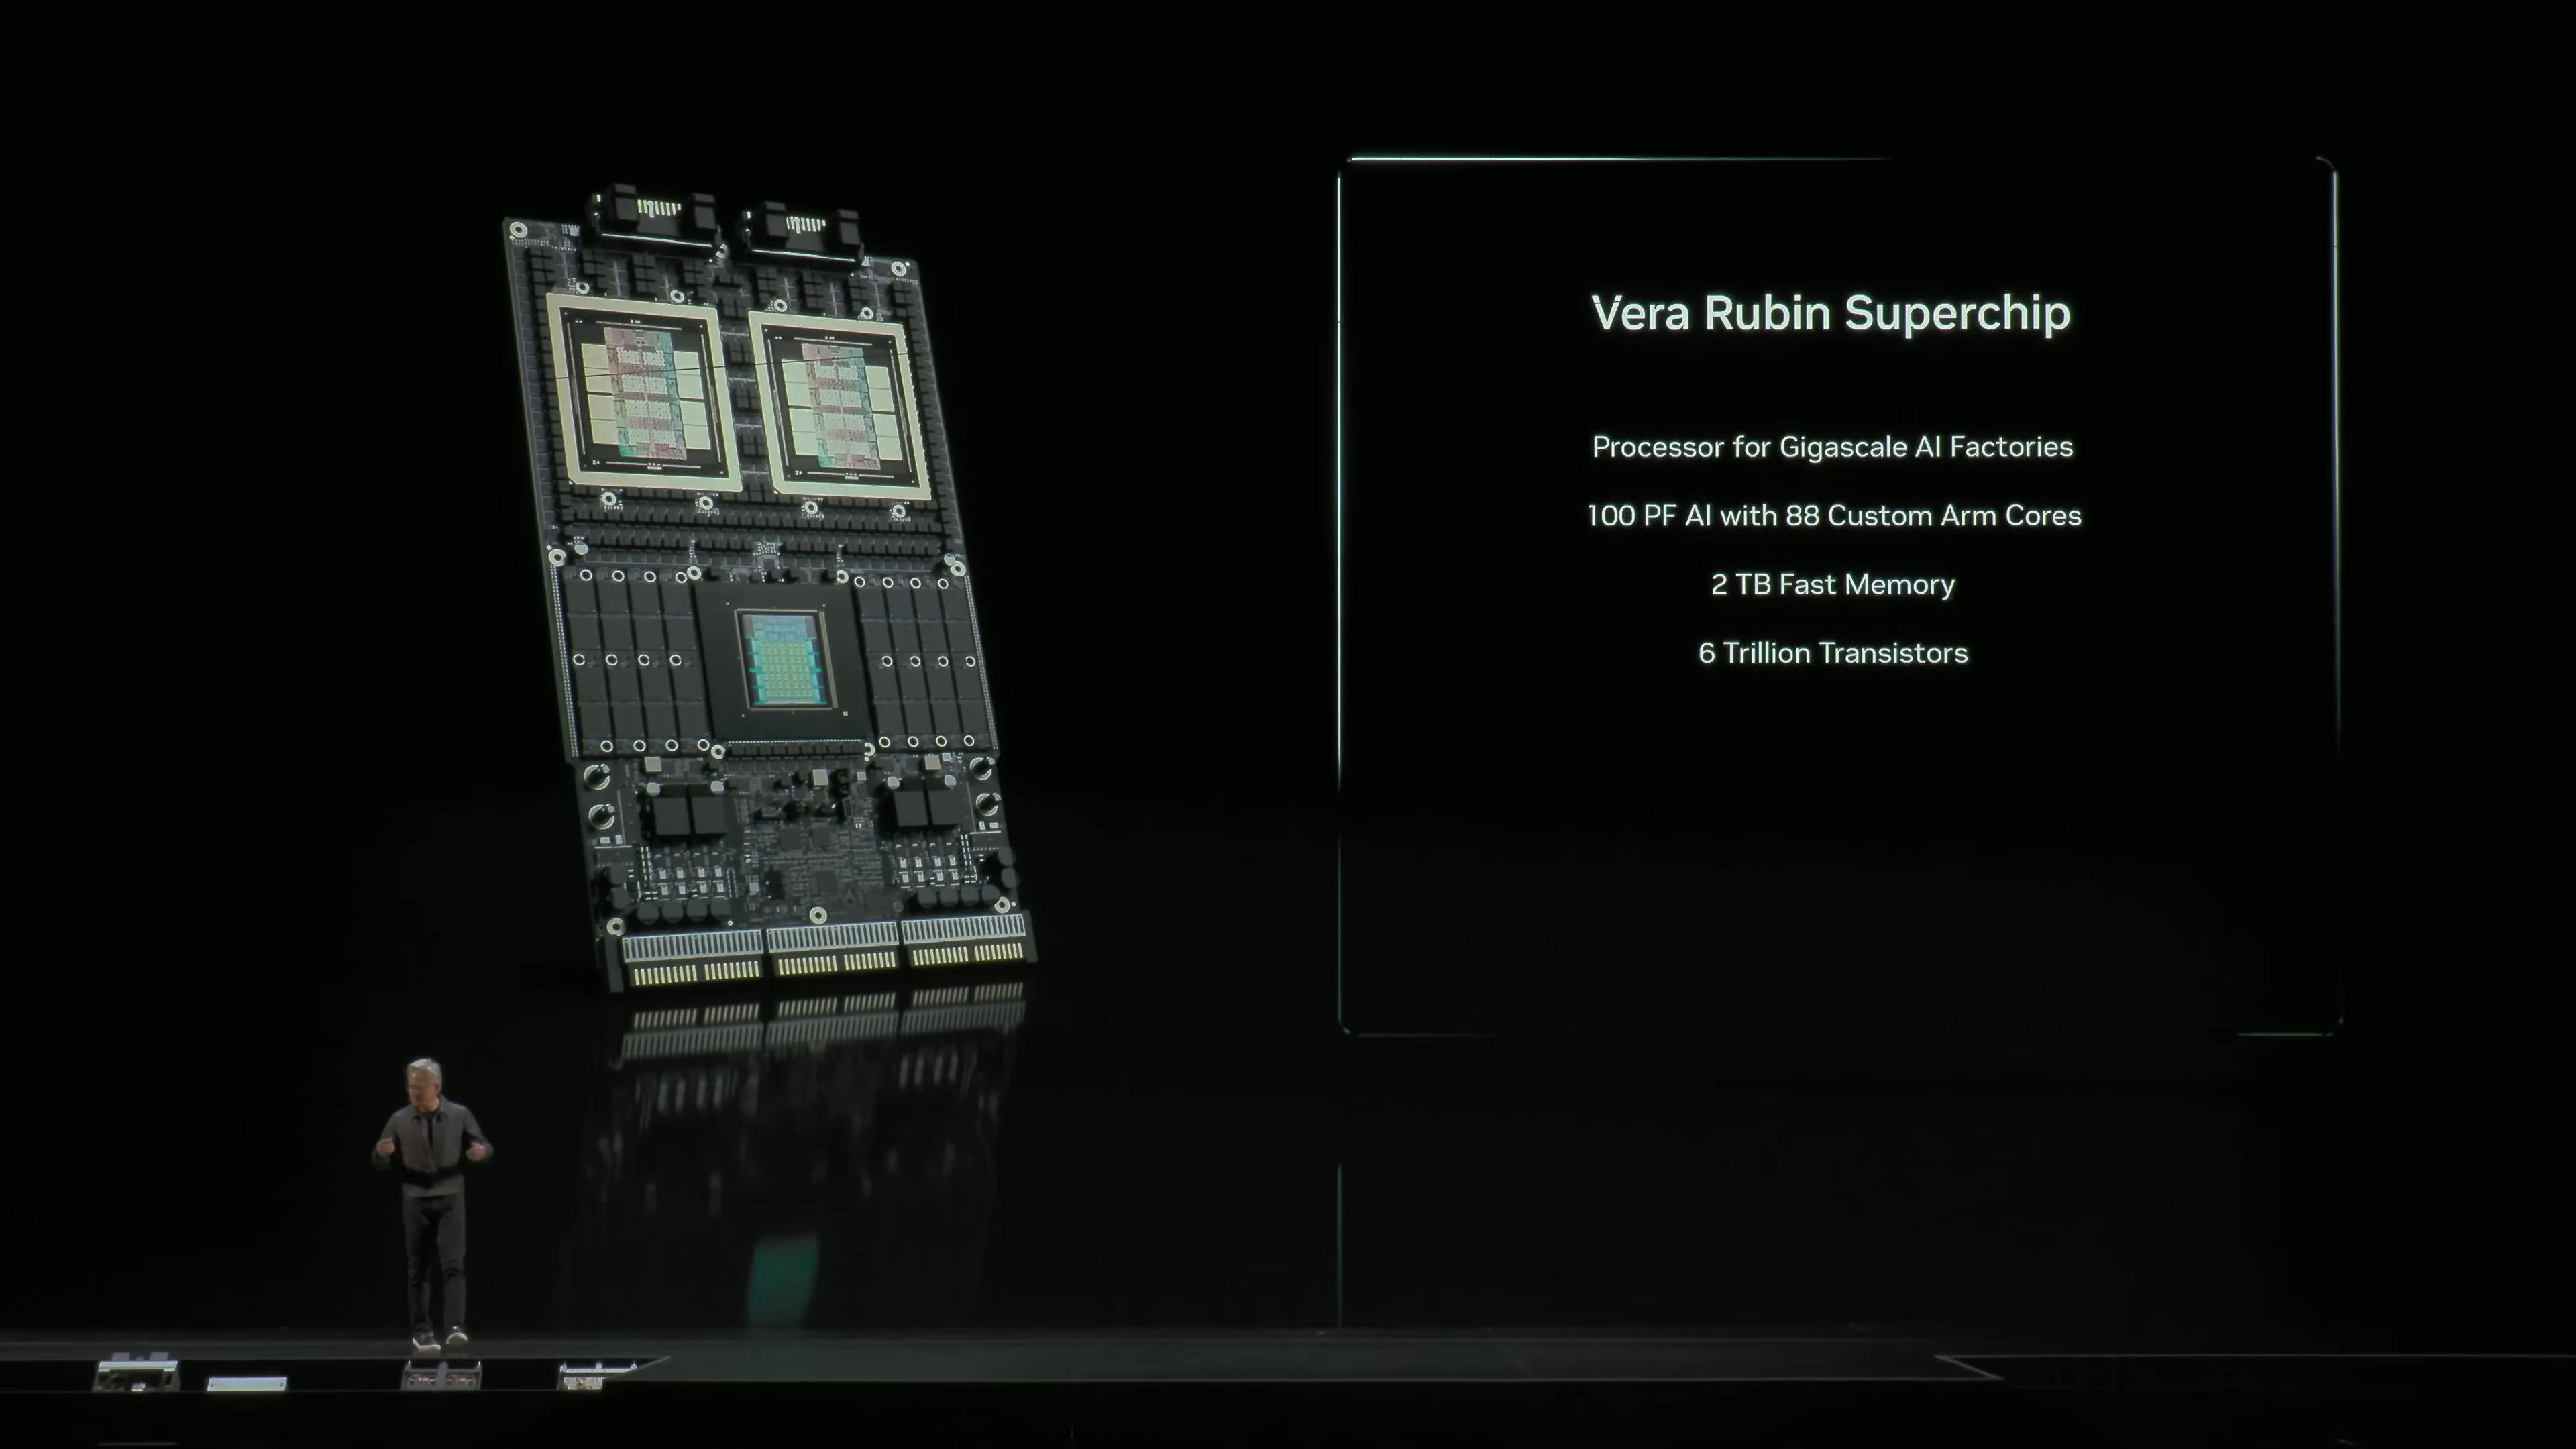 Vera Rubin Superchip
Processor for Gigascale AI Factories
100 PF AI with 88 Custom Arm Cores
2 TB Fast Memory
6 Trillion Transistors